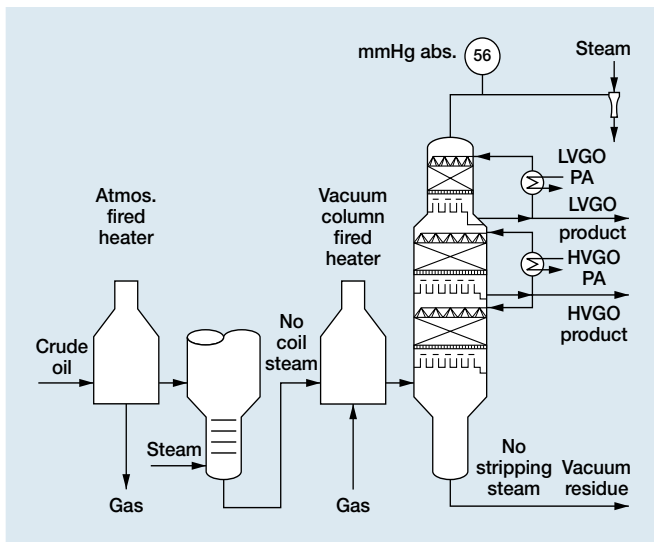 mmHg abs.
56
Steam
LVGO
PA
LVGO
product
HVGO
PA
HVGO
product
Atmos.
fired
heater
Vacuum
column
fired
heater
No
coil
steam
Crude
oil
Steam
Gas
Gas
No
stripping
steam
Vacuum
residue